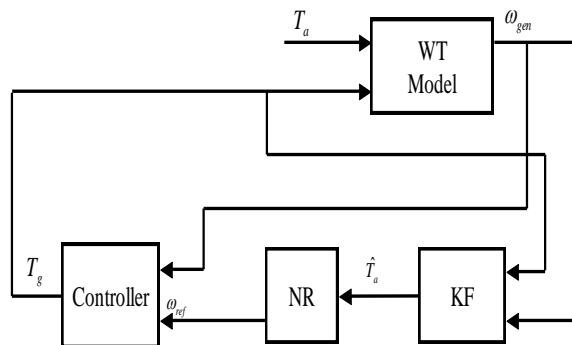 T_a
ω_gen
WT
Model
T_g
Controller
ω_ref
NR
T̂_a
KF